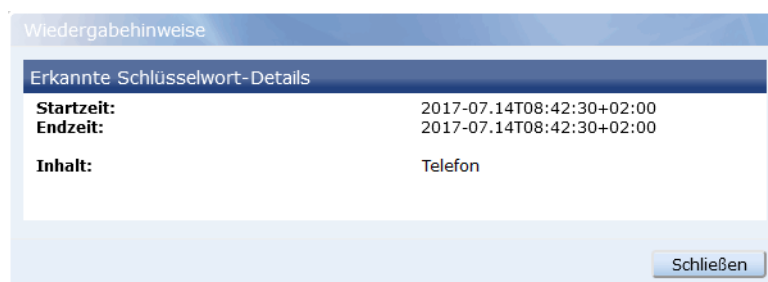 Wiedergabehinweise
Erkannte Schlüsselwort-Details
Startzeit: 2017-07.14T08:42:30+02:00
Endzeit: 2017-07.14T08:42:30+02:00
Inhalt: Telefon
Schließen